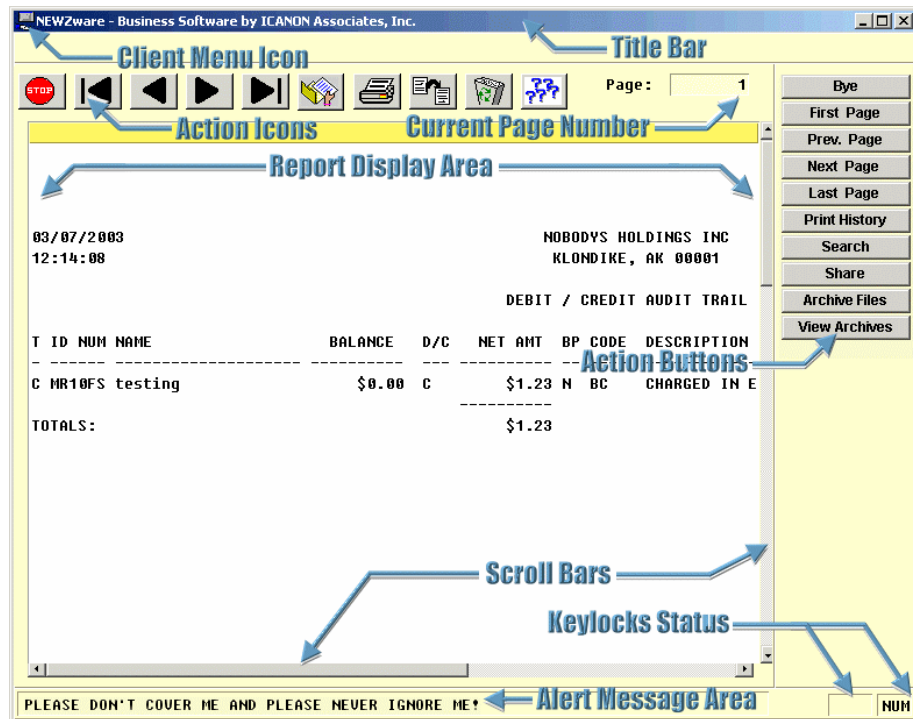 NEWZware - Business Software by ICANON Associates, Inc.
Title Bar
Client Menu Icon
STOP
Page: 1
Action Icons
Current Page Number
Report Display Area
03/07/2003 NOBODYS HOLDINGS INC
12:14:08 KLONDIKE, AK 00001
DEBIT / CREDIT AUDIT TRAIL
T ID NUM NAME BALANCE D/C NET AMT BP CODE DESCRIPTION
C MR10FS testing $0.00 C $1.23 N BC CHARGED IN E
TOTALS: $1.23
Bye
First Page
Prev. Page
Next Page
Last Page
Print History
Search
Share
Archive Files
View Archives
Action Buttons
Scroll Bars
Keylocks Status
PLEASE DON'T COVER ME AND PLEASE NEVER IGNORE ME!
Alert Message Area
NUM